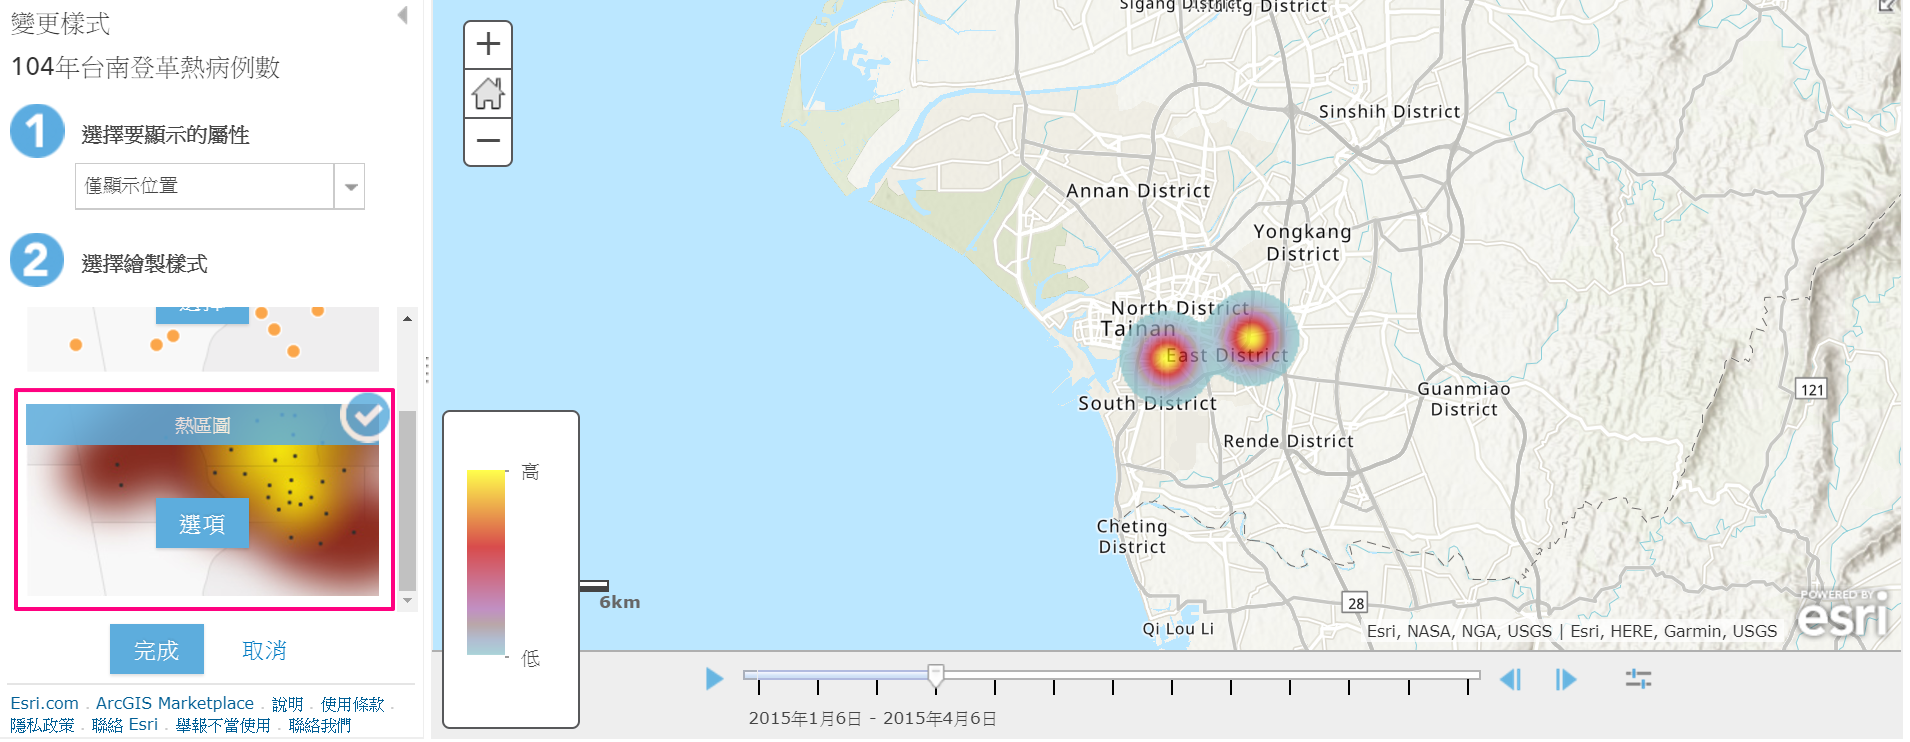 變更樣式
104年台南登革熱病例數
1
選擇要顯示的屬性
僅顯示位置
2
選擇繪製樣式
選擇
熱區圖
選項
完成
取消
Esri.com . ArcGIS Marketplace . 說明 . 使用條款 .
隱私政策 . 聯絡 Esri . 舉報不當使用 . 聯絡我們
Sigang District
District
Sinshih District
Annan District
Yongkang
District
North District
Tainan
East District
South District
Guanmiao
District
121
Rende District
Cheting
District
28
Qi Lou Li
高
低
6km
POWERED BY
esri
Esri, NASA, NGA, USGS | Esri, HERE, Garmin, USGS
2015年1月6日 - 2015年4月6日